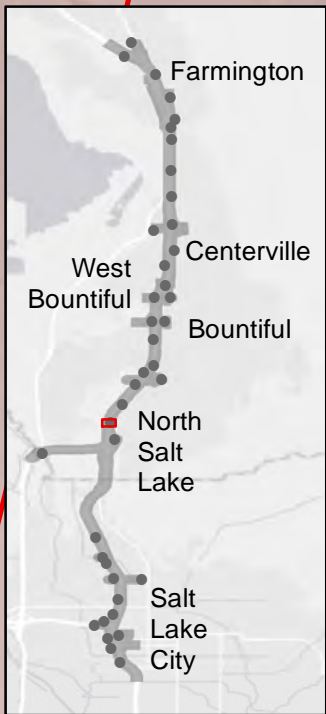 Farmington
Centerville
West
Bountiful
Bountiful
North
Salt
Lake
Salt
Lake
City